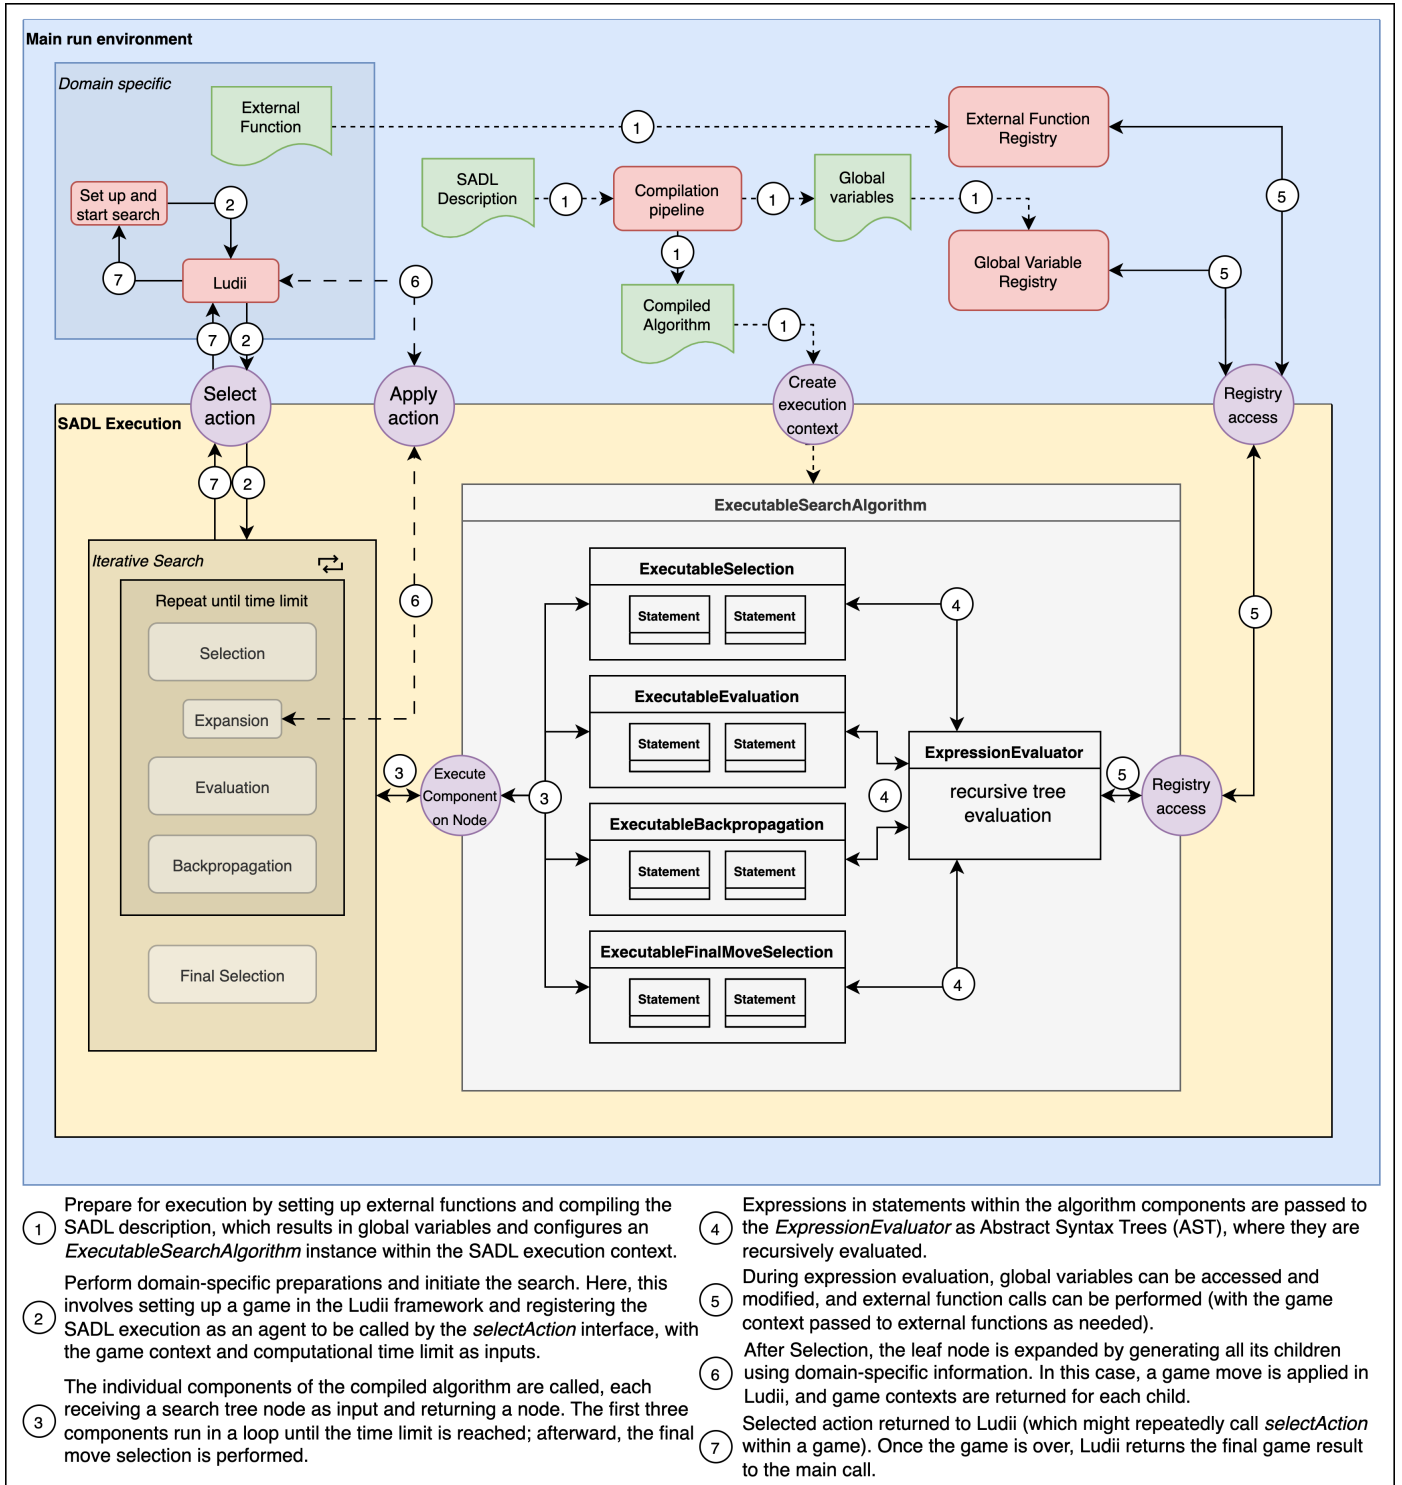 Main run environment
Domain specific
External
Function
1
External Function
Registry
SADL
Description
1
Compilation
pipeline
1
Global
variables
1
5
Set up and
start search
2
7
Ludii
6
1
Global Variable
Registry
5
Compiled
Algorithm
1
7
2
Select
action
Apply
action
Create
execution
context
Registry
access
SADL Execution
7
2
ExecutableSearchAlgorithm
Iterative Search
Repeat until time limit
Selection
Expansion
Evaluation
Backpropagation
Final Selection
6
3
Execute
Component
on Node
3
ExecutableSelection
Statement
Statement
4
ExecutableEvaluation
Statement
Statement
4
ExecutableBackpropagation
Statement
Statement
ExecutableFinalMoveSelection
Statement
Statement
4
ExpressionEvaluator
recursive tree
evaluation
5
Registry
access
5
1
Prepare for execution by setting up external functions and compiling the
SADL description, which results in global variables and configures an
ExecutableSearchAlgorithm instance within the SADL execution context.
2
Perform domain-specific preparations and initiate the search. Here, this
involves setting up a game in the Ludii framework and registering the
SADL execution as an agent to be called by the selectAction interface, with
the game context and computational time limit as inputs.
3
The individual components of the compiled algorithm are called, each
receiving a search tree node as input and returning a node. The first three
components run in a loop until the time limit is reached; afterward, the final
move selection is performed.
4
Expressions in statements within the algorithm components are passed to
the ExpressionEvaluator as Abstract Syntax Trees (AST), where they are
recursively evaluated.
5
During expression evaluation, global variables can be accessed and
modified, and external function calls can be performed (with the game
context passed to external functions as needed).
6
After Selection, the leaf node is expanded by generating all its children
using domain-specific information. In this case, a game move is applied in
Ludii, and game contexts are returned for each child.
7
Selected action returned to Ludii (which might repeatedly call selectAction
within a game). Once the game is over, Ludii returns the final game result
to the main call.